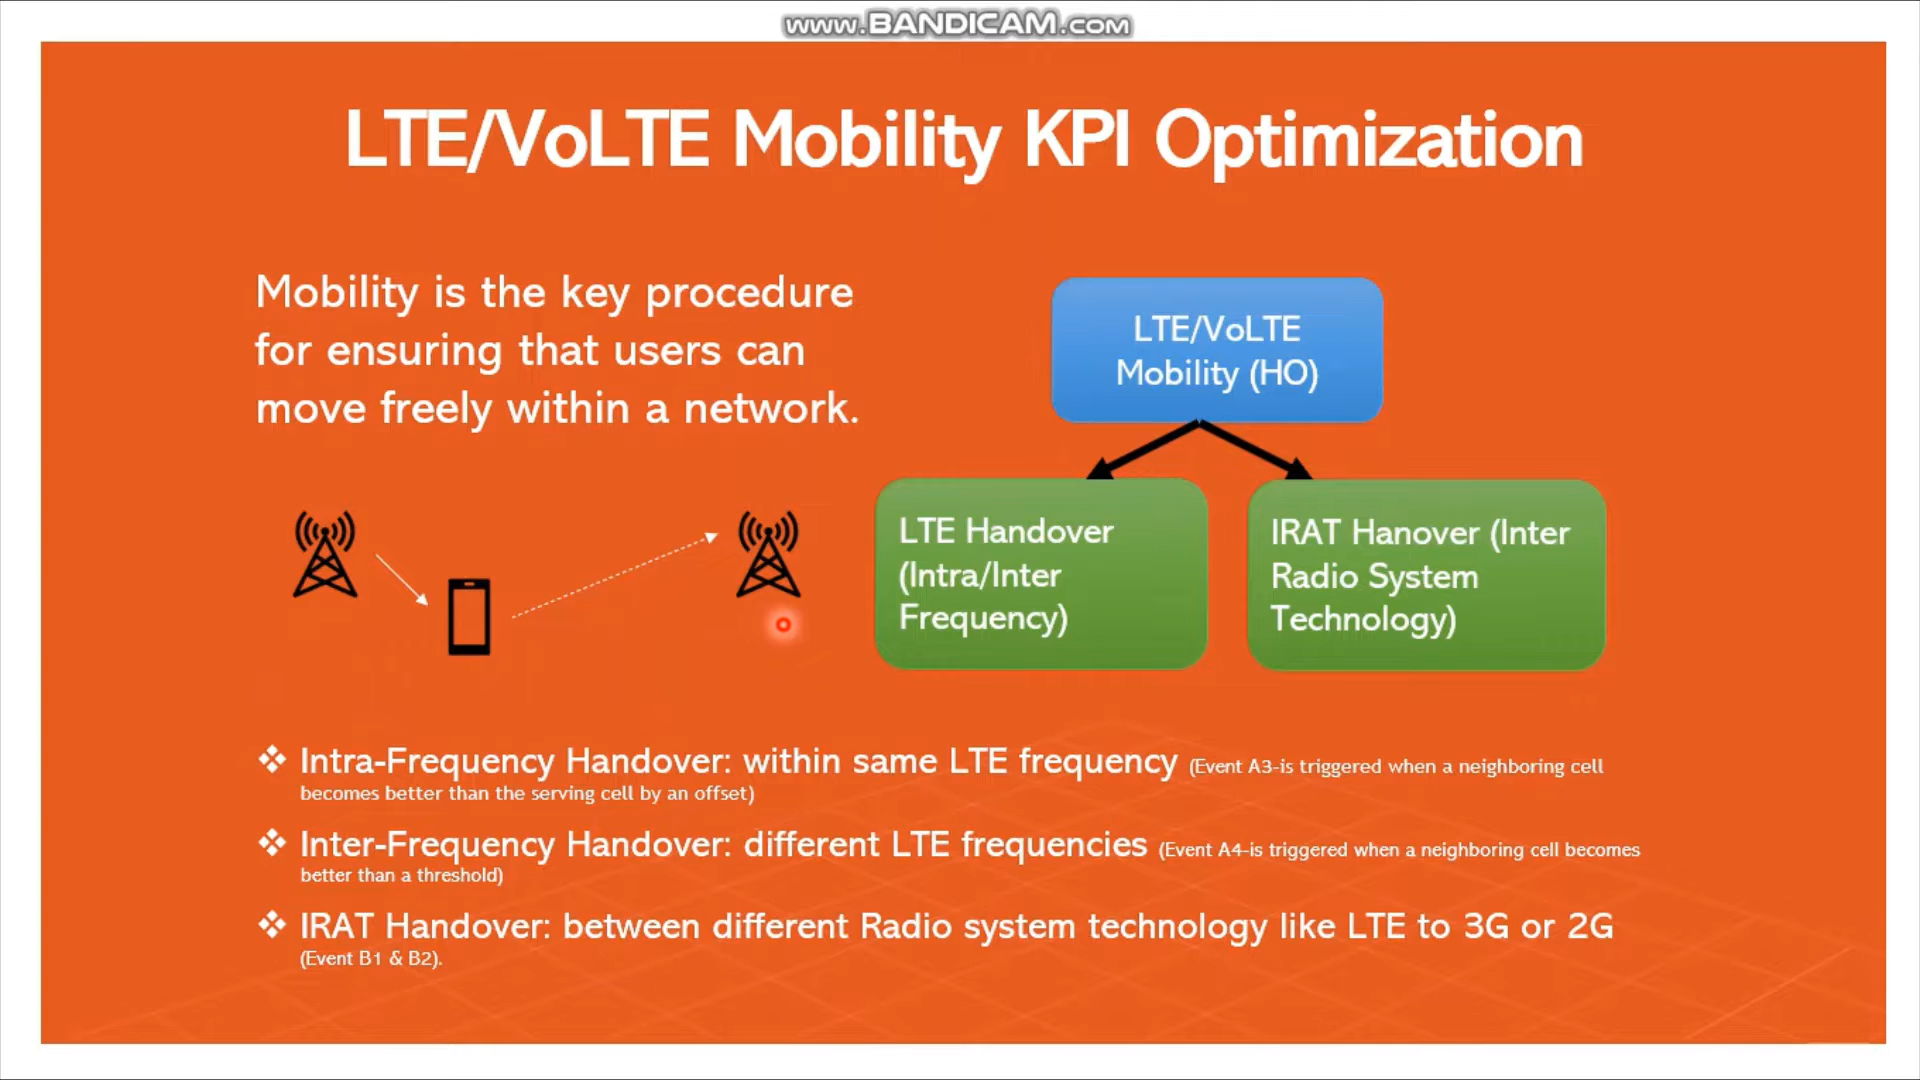 www.BANDICAM.com
LTE/VoLTE Mobility KPI Optimization
Mobility is the key procedure
for ensuring that users can
move freely within a network.
LTE/VoLTE
Mobility (HO)
LTE Handover
(Intra/Inter
Frequency)
IRAT Hanover (Inter
Radio System
Technology)
❖ Intra-Frequency Handover: within same LTE frequency (Event A3-is triggered when a neighboring cell
becomes better than the serving cell by an offset)
❖ Inter-Frequency Handover: different LTE frequencies (Event A4-is triggered when a neighboring cell becomes
better than a threshold)
❖ IRAT Handover: between different Radio system technology like LTE to 3G or 2G
(Event B1 & B2).